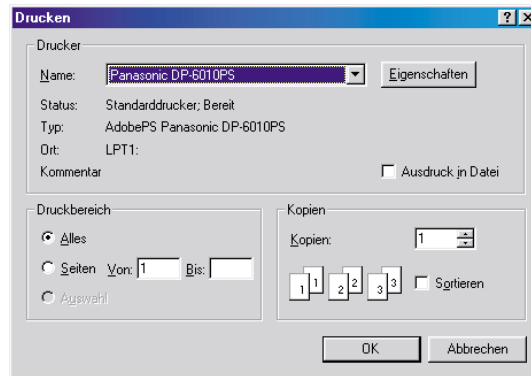 Drucken
Drucker
Name: Panasonic DP-6010PS Eigenschaften
Status: Standarddrucker; Bereit
Typ: AdobePS Panasonic DP-6010PS
Ort: LPT1:
Kommentar Ausdruck in Datei
Druckbereich
Alles
Seiten Von: 1 Bis:
Auswahl
Kopien
Kopien: 1
1 1 2 2 3 3 Sortieren
OK Abbrechen